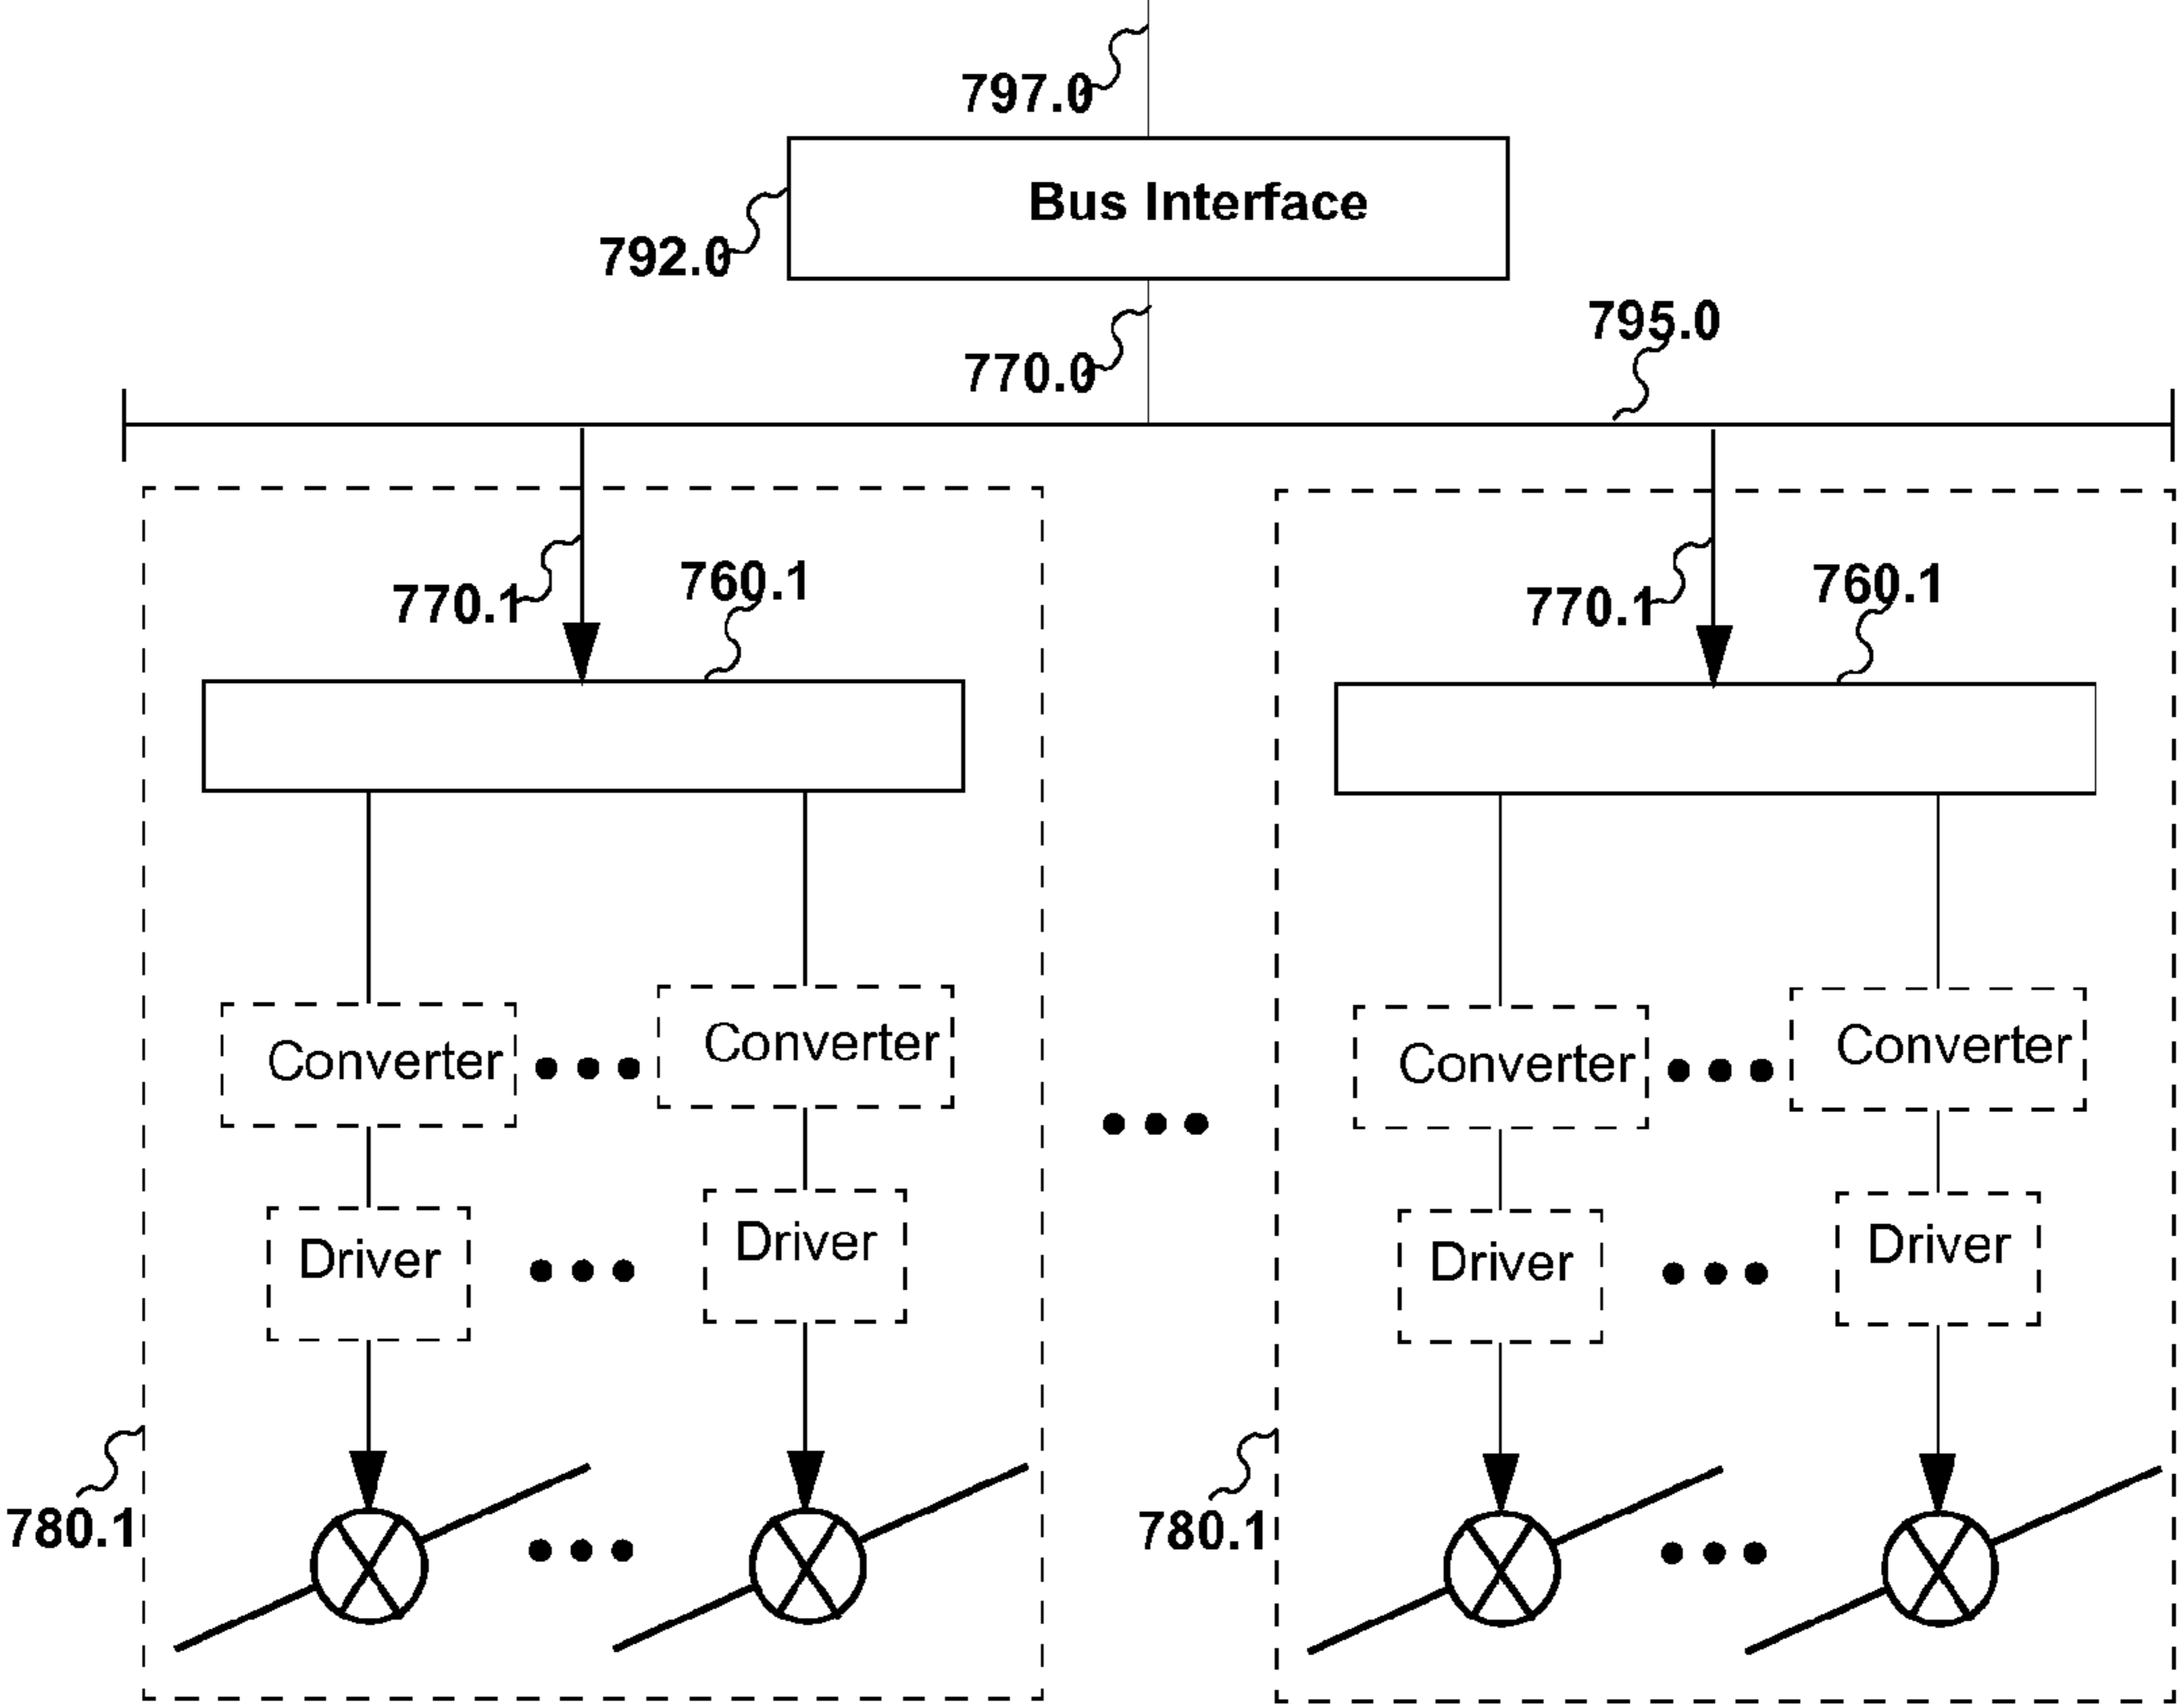 797.0
Bus Interface
792.0
795.0
770.0
760.1
770.1
760.1
770.1
Converter
Converter
Converter
Converter
Driver
Driver
Driver
Driver
780.1
780.1